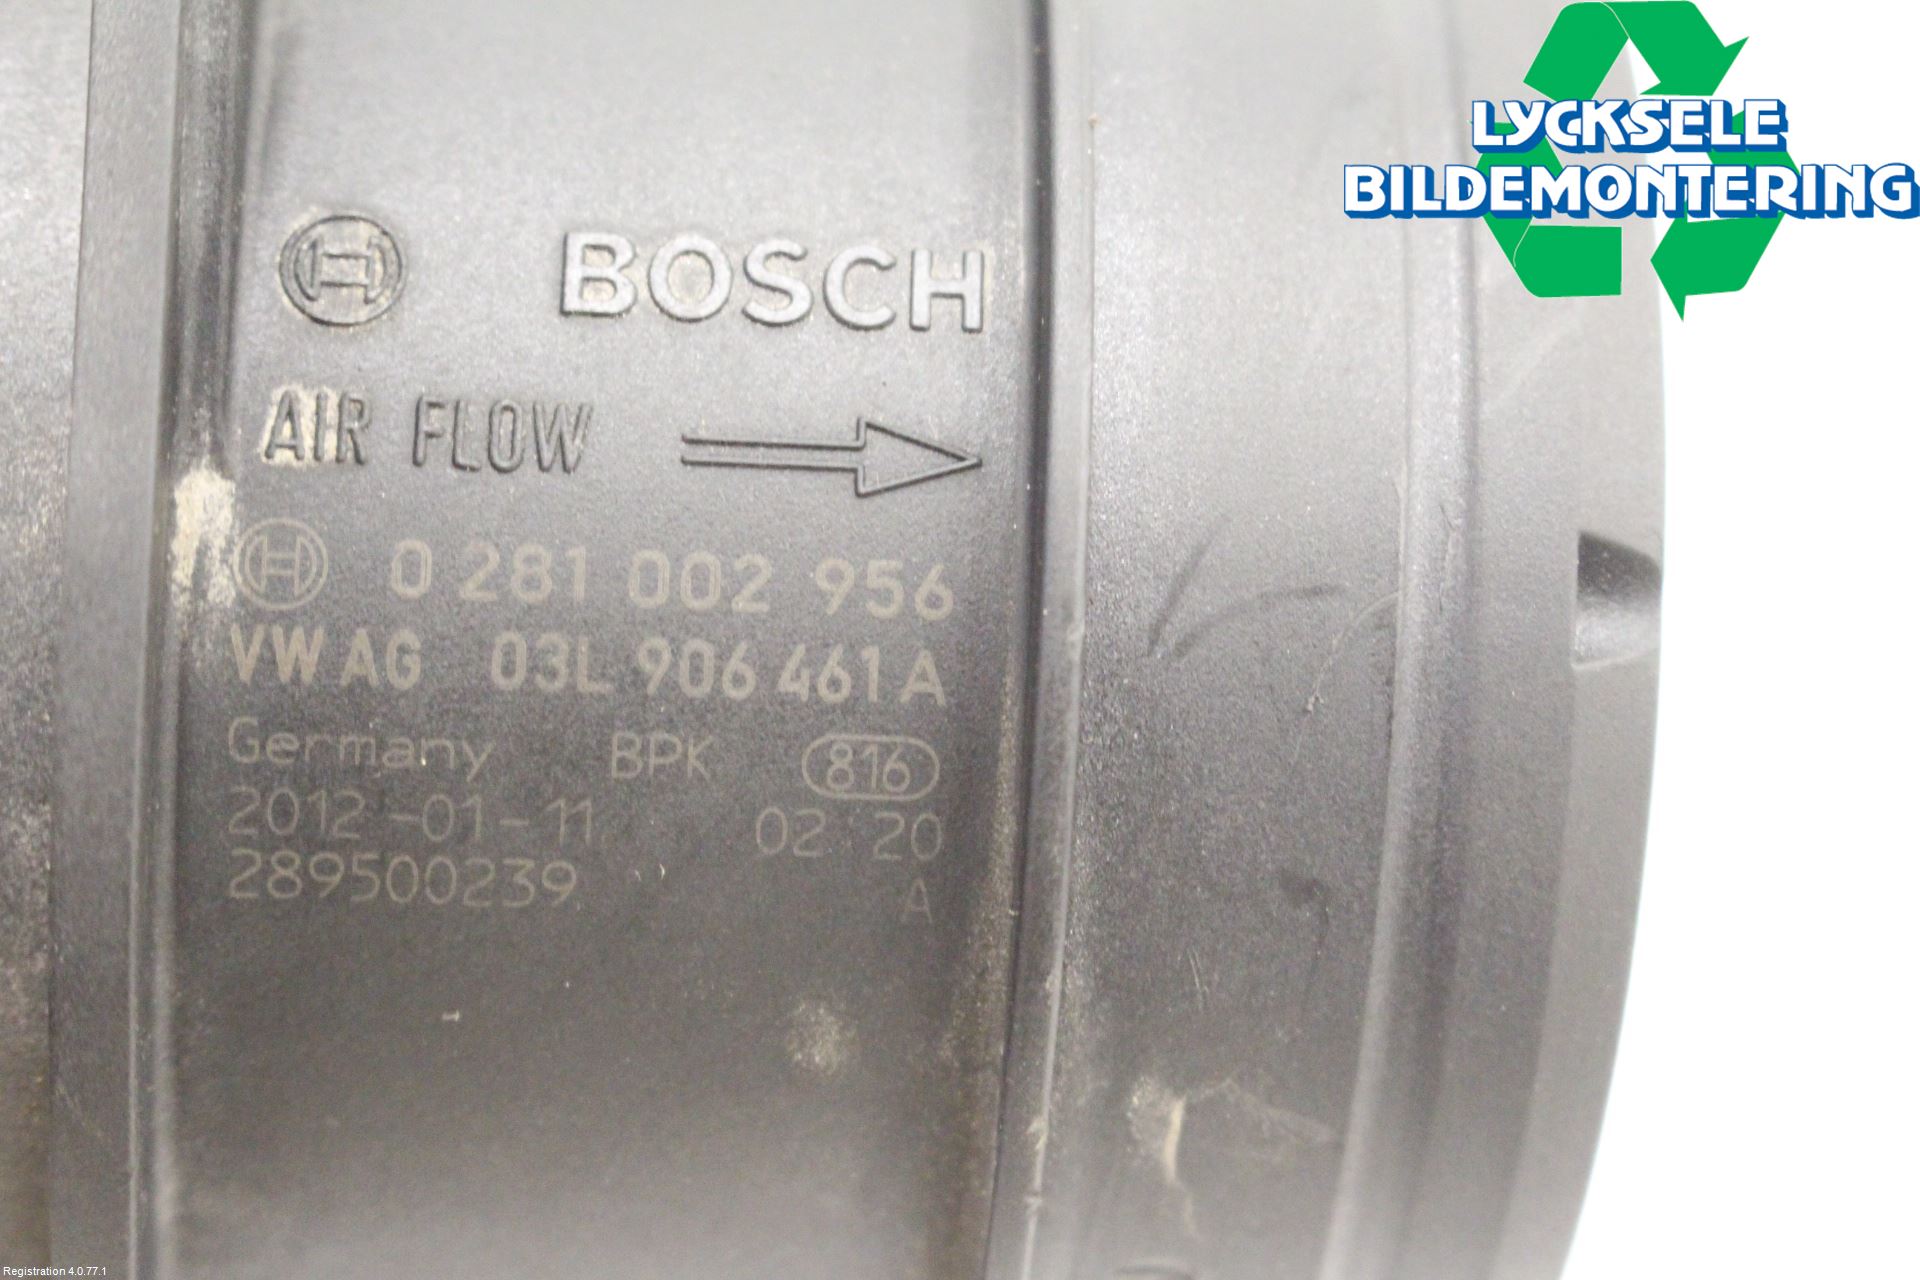 LYCKSELE
BILDEMONTERING
BOSCH
AIR FLOW
0 281 002 956
VW AG 03L 906 461 A
Germany BPK 816
2012-01-11 02 20
289500239 A
Registration 4.0.77.1